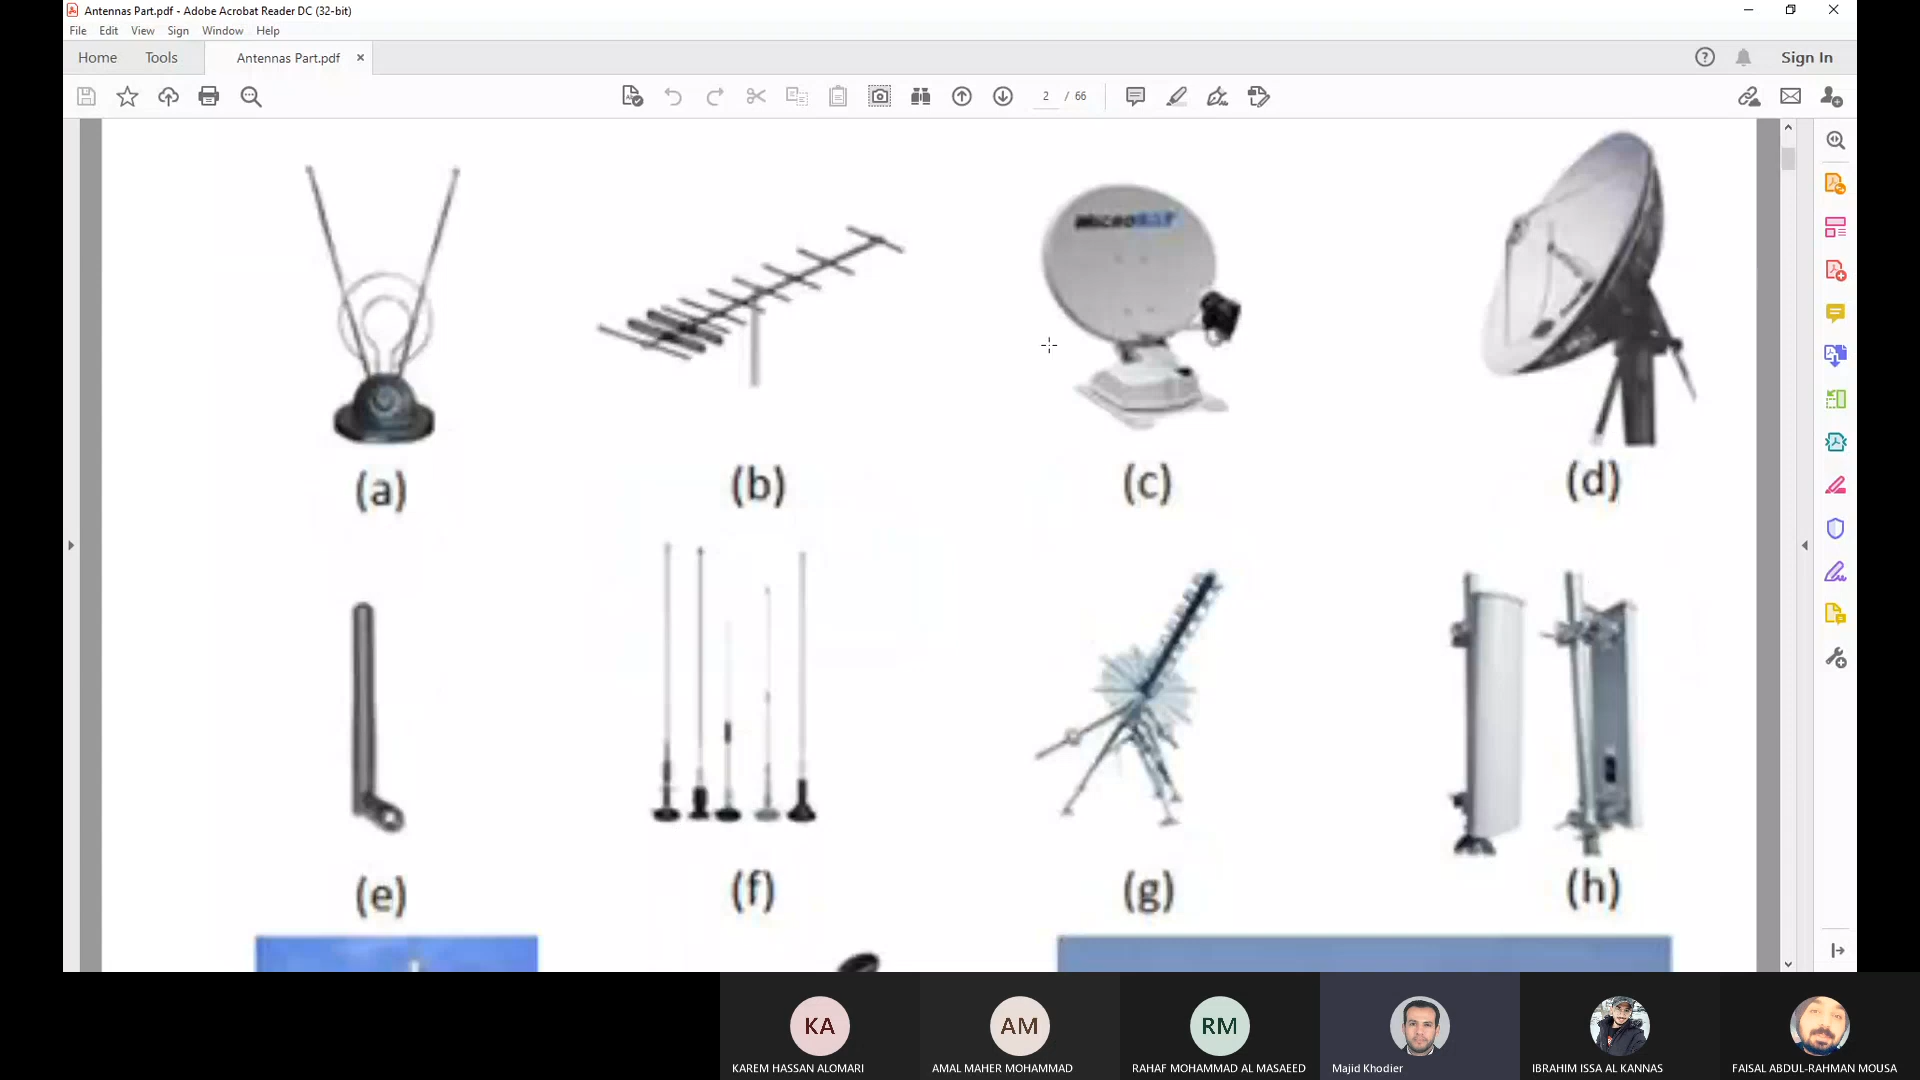 Antennas Part.pdf - Adobe Acrobat Reader DC (32-bit)
File Edit View Sign Window Help
Home Tools Antennas Part.pdf Sign In
2 / 66
(a) (b) (c) (d)
(e) (f) (g) (h)
KA AM RM
KAREM HASSAN ALOMARI AMAL MAHER MOHAMMAD RAHAF MOHAMMAD AL MASAEED Majid Khodier IBRAHIM ISSA AL KANNAS FAISAL ABDUL-RAHMAN MOUSA